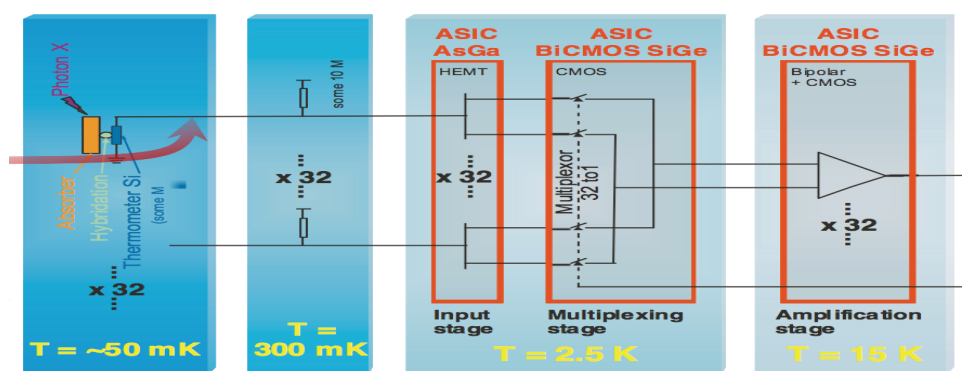 Photon X
Absorber
Hybridation
Thermometer Si
(some M
x 32
T = ~50 mK
some 10 M
x 32
T =
300 mK
ASIC
AsGa
HEMT
x 32
Input
stage
ASIC
BiCMOS SiGe
CMOS
Multiplexor
32 to1
Multiplexing
stage
T = 2.5 K
ASIC
BiCMOS SiGe
Bipolar
+ CMOS
x 32
Amplification
stage
T = 15 K